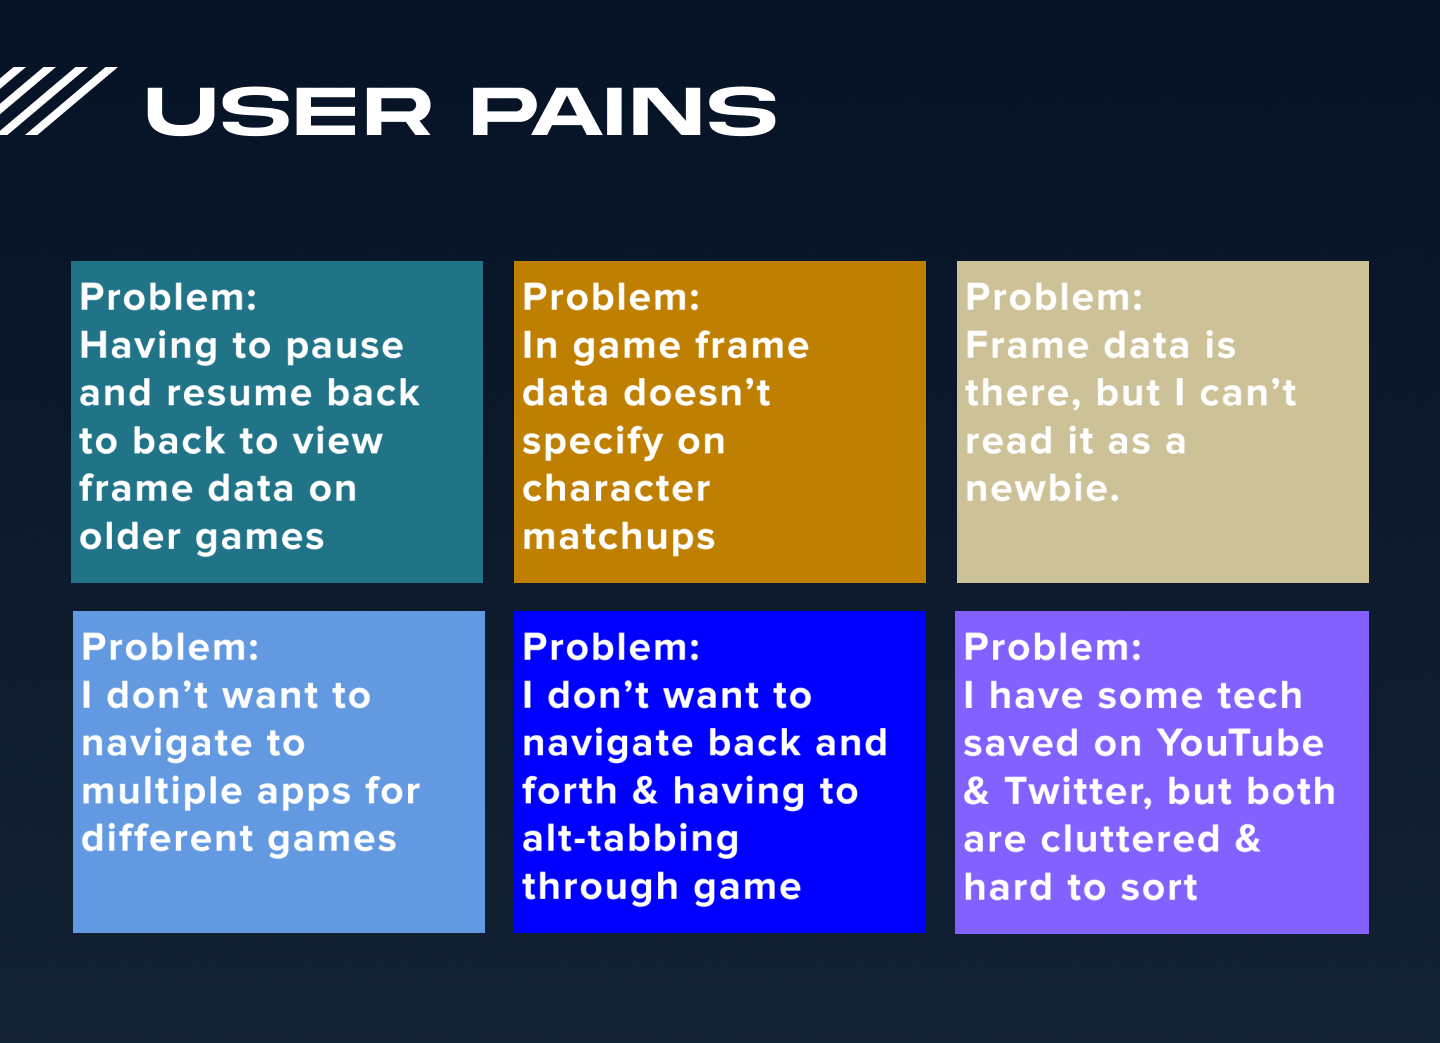 USER PAINS
Problem:
Having to pause
and resume back
to back to view
frame data on
older games
Problem:
In game frame
data doesn’t
specify on
character
matchups
Problem:
Frame data is
there, but I can’t
read it as a
newbie.
Problem:
I don’t want to
navigate to
multiple apps for
different games
Problem:
I don’t want to
navigate back and
forth & having to
alt-tabbing
through game
Problem:
I have some tech
saved on YouTube
& Twitter, but both
are cluttered &
hard to sort